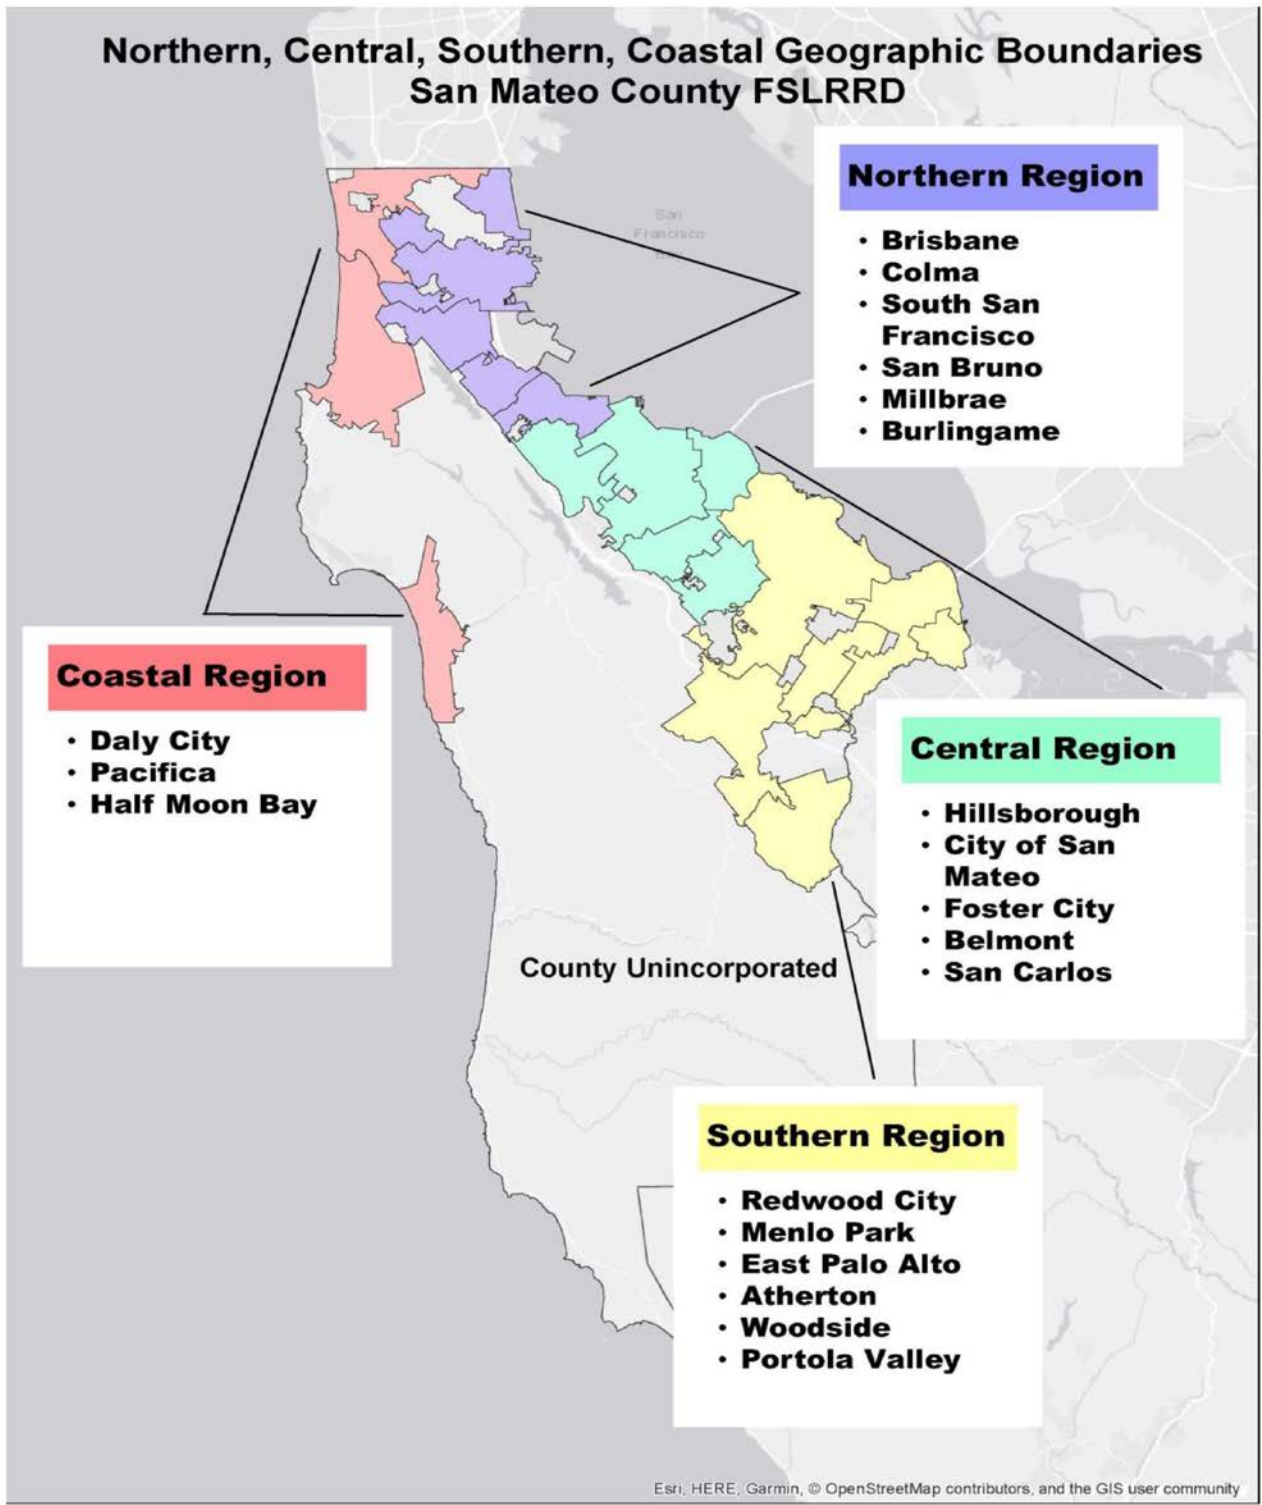 Northern, Central, Southern, Coastal Geographic Boundaries
San Mateo County FSLRRD
Northern Region
• Brisbane
• Colma
• South San
Francisco
• San Bruno
• Millbrae
• Burlingame
San
Francisco
Coastal Region
• Daly City
• Pacifica
• Half Moon Bay
Central Region
• Hillsborough
• City of San
Mateo
• Foster City
• Belmont
• San Carlos
County Unincorporated
Southern Region
• Redwood City
• Menlo Park
• East Palo Alto
• Atherton
• Woodside
• Portola Valley
Esri, HERE, Garmin, © OpenStreetMap contributors, and the GIS user community